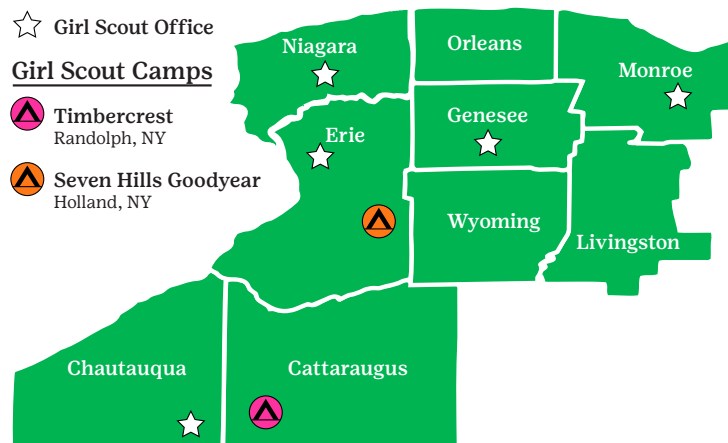 Girl Scout Office
Girl Scout Camps
Timbercrest
Randolph, NY
Seven Hills Goodyear
Holland, NY
Niagara
Orleans
Monroe
Erie
Genesee
Wyoming
Livingston
Chautauqua
Cattaraugus